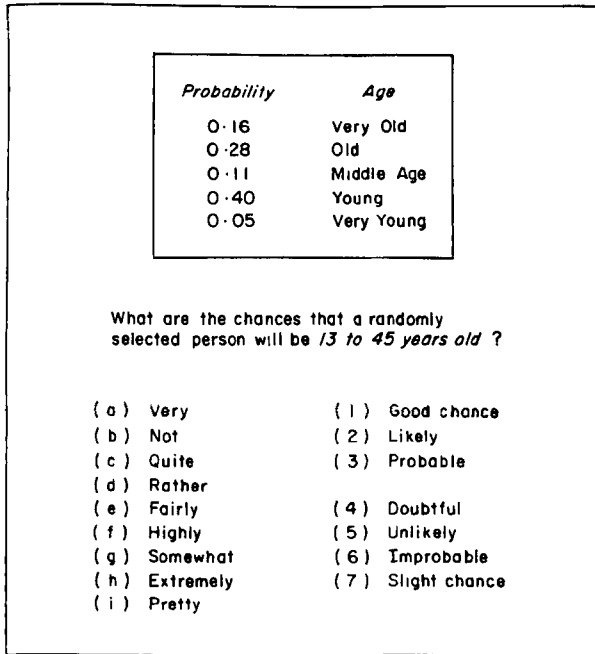 Probability Age
0·16 Very Old
0·28 Old
0·11 Middle Age
0·40 Young
0·05 Very Young
What are the chances that a randomly
selected person will be 13 to 45 years old ?
(a) Very (1) Good chance
(b) Not (2) Likely
(c) Quite (3) Probable
(d) Rather
(e) Fairly (4) Doubtful
(f) Highly (5) Unlikely
(g) Somewhat (6) Improbable
(h) Extremely (7) Slight chance
(i) Pretty